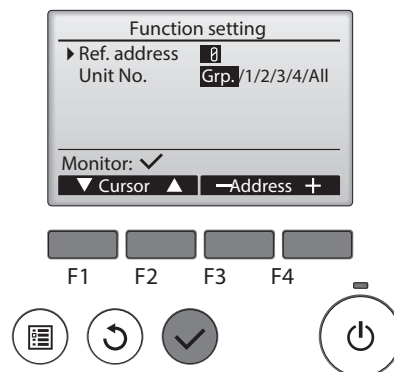 Function setting
Ref. address 0
Unit No. Grp./1/2/3/4/All
Monitor: ✓
▼ Cursor ▲ −Address +
F1 F2 F3 F4